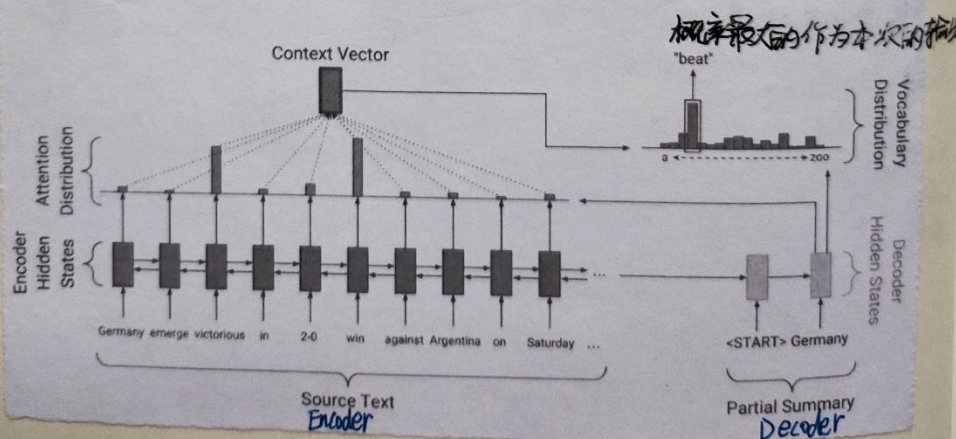 概率最大的作为本次的输出
"beat"
Context Vector
Vocabulary
Distribution
a
zoo
Attention
Distribution
Encoder
Hidden
States
Decoder
Hidden States
Germany emerge victorious in 2-0 win against Argentina on Saturday ...
...
<START> Germany
Source Text
Encoder
Partial Summary
Decoder